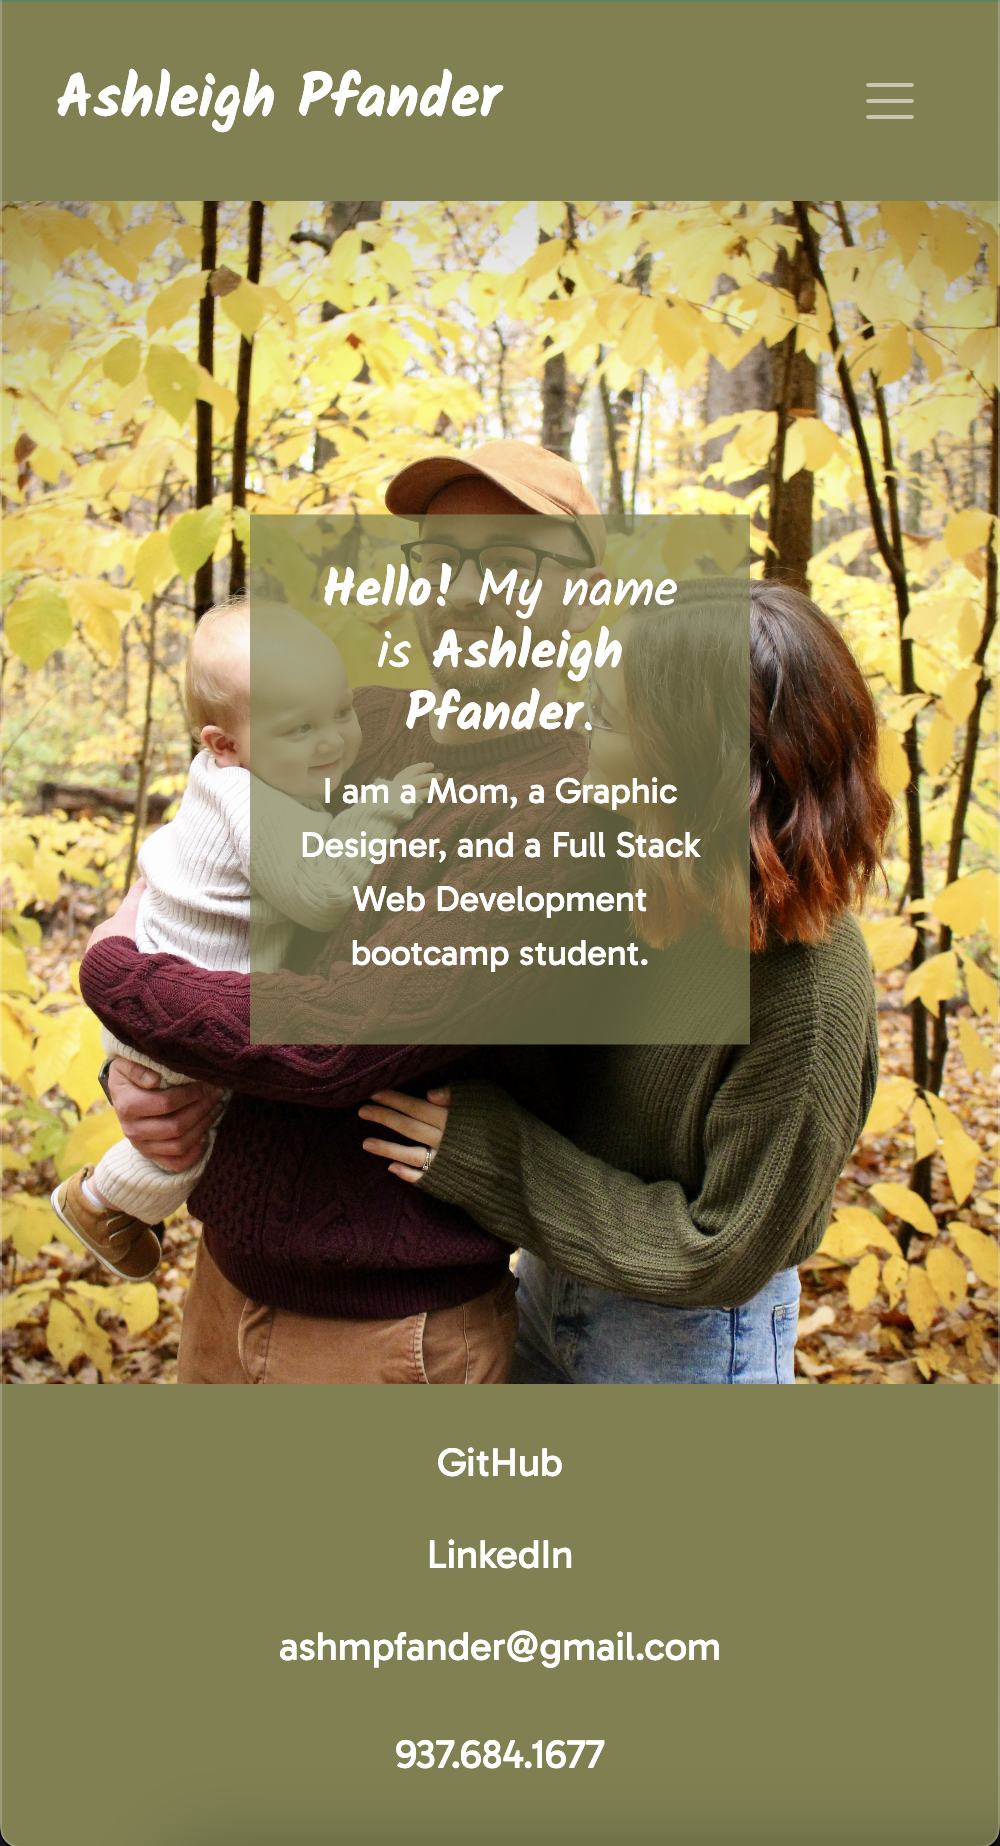 Ashleigh Pfander
Hello! My name
is Ashleigh
Pfander.
I am a Mom, a Graphic
Designer, and a Full Stack
Web Development
bootcamp student.
GitHub
LinkedIn
ashmpfander@gmail.com
937.684.1677